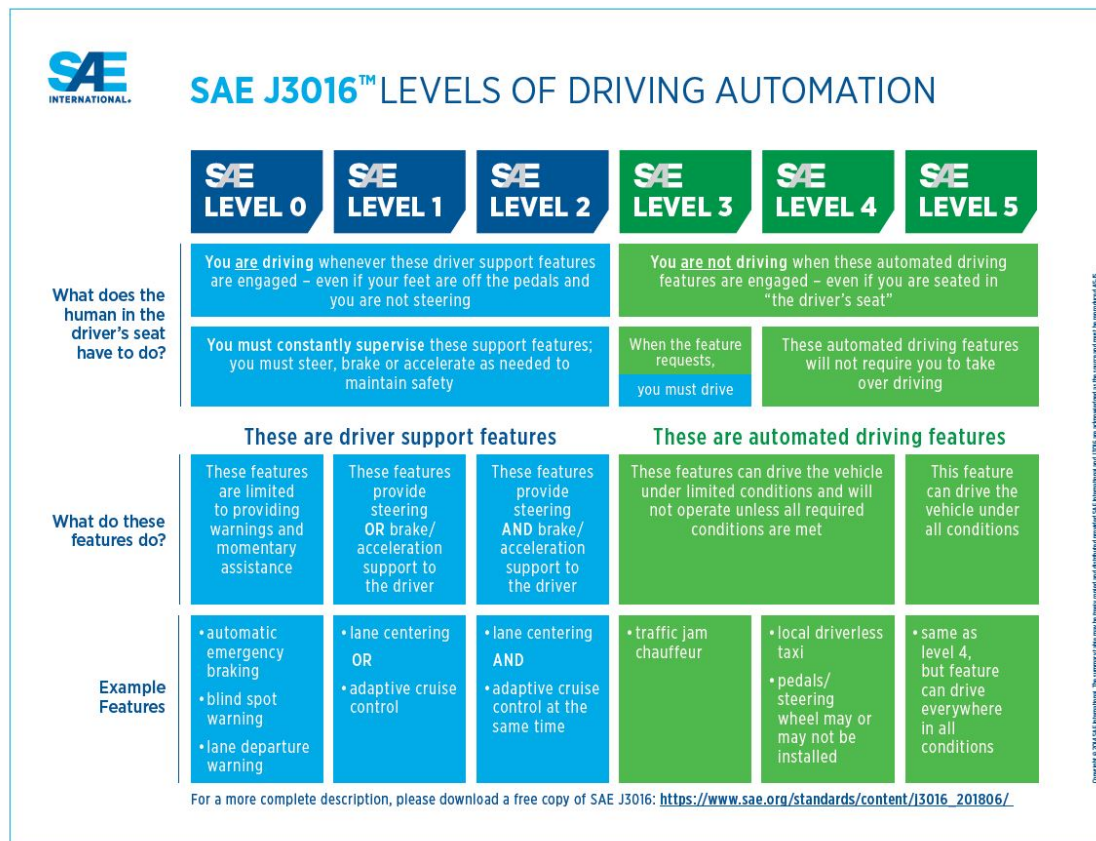 SAE
INTERNATIONAL®
SAE J3016™ LEVELS OF DRIVING AUTOMATION
SAE
LEVEL 0
SAE
LEVEL 1
SAE
LEVEL 2
SAE
LEVEL 3
SAE
LEVEL 4
SAE
LEVEL 5
What does the
human in the
driver's seat
have to do?
You are driving whenever these driver support features
are engaged – even if your feet are off the pedals and
you are not steering
You are not driving when these automated driving
features are engaged – even if you are seated in
“the driver's seat”
You must constantly supervise these support features;
you must steer, brake or accelerate as needed to
maintain safety
When the feature
requests,
you must drive
These automated driving features
will not require you to take
over driving
These are driver support features
These are automated driving features
What do these
features do?
These features
are limited
to providing
warnings and
momentary
assistance
These features
provide
steering
OR brake/
acceleration
support to
the driver
These features
provide
steering
AND brake/
acceleration
support to
the driver
These features can drive the vehicle
under limited conditions and will
not operate unless all required
conditions are met
This feature
can drive the
vehicle under
all conditions
Example
Features
• automatic
emergency
braking
• blind spot
warning
• lane departure
warning
• lane centering
OR
• adaptive cruise
control
• lane centering
AND
• adaptive cruise
control at the
same time
• traffic jam
chauffeur
• local driverless
taxi
• pedals/
steering
wheel may or
may not be
installed
• same as
level 4,
but feature
can drive
everywhere
in all
conditions
For a more complete description, please download a free copy of SAE J3016: https://www.sae.org/standards/content/j3016_201806/